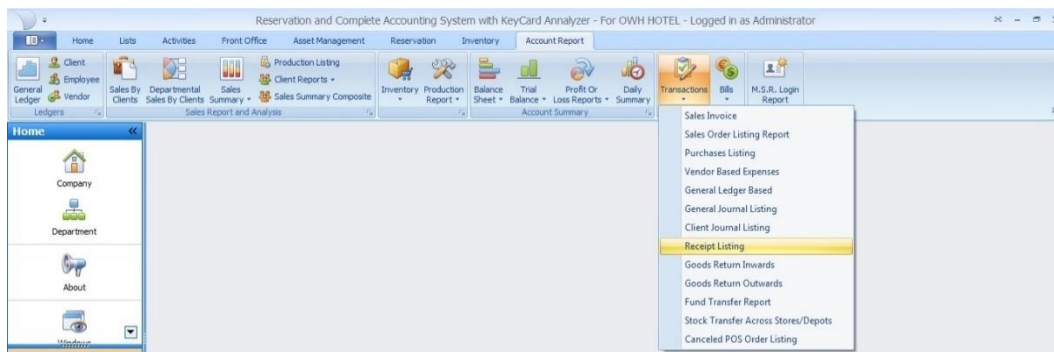 Reservation and Complete Accounting System with KeyCard Annalyzer - For OWH HOTEL - Logged in as Administrator
Home Lists Activities Front Office Asset Management Reservation Inventory Account Report
General Ledger
Client
Employee
Vendor
Ledgers
Sales By Clients
Departmental Sales By Clients
Sales Summary
Production Listing
Client Reports
Sales Summary Composite
Sales Report and Analysis
Inventory
Production Report
Balance Sheet
Trial Balance
Profit Or Loss Reports
Daily Summary
Account Summary
Transactions
Bills
M.S.R. Login Report
Sales Invoice
Sales Order Listing Report
Purchases Listing
Vendor Based Expenses
General Ledger Based
General Journal Listing
Client Journal Listing
Receipt Listing
Goods Return Inwards
Goods Return Outwards
Fund Transfer Report
Stock Transfer Across Stores/Depots
Canceled POS Order Listing
Home
Company
Department
About